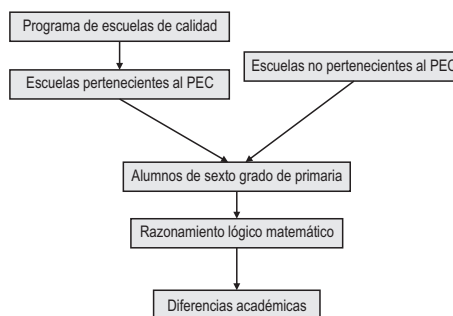 Programa de escuelas de calidad
Escuelas no pertenecientes al PEC
Escuelas pertenecientes al PEC
Alumnos de sexto grado de primaria
Razonamiento lógico matemático
Diferencias académicas